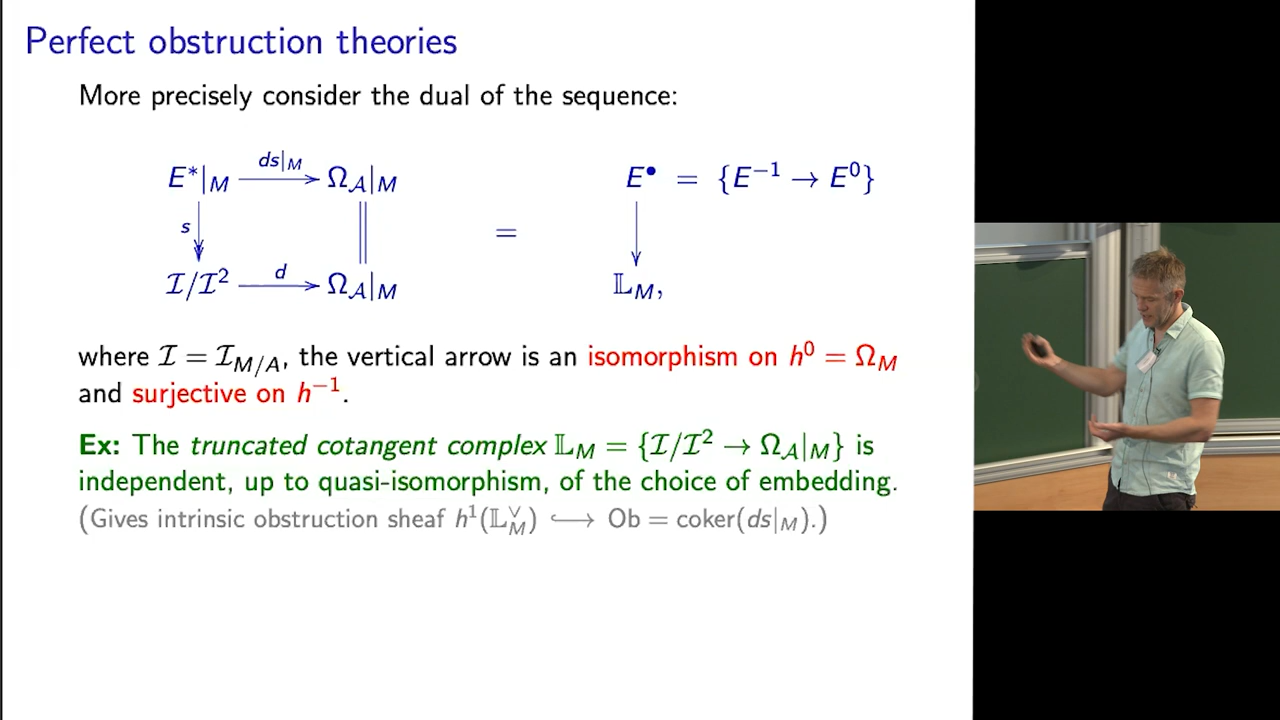 Perfect obstruction theories
More precisely consider the dual of the sequence:
E*|_M —ds|_M→ Ω_𝒜|_M
E^• = {E^{-1} → E^0}
s
=
ℐ/ℐ² —d→ Ω_𝒜|_M
𝕃_M,
where ℐ = ℐ_{M/A}, the vertical arrow is an isomorphism on h^0 = Ω_M
and surjective on h^{-1}.
Ex: The truncated cotangent complex 𝕃_M = {ℐ/ℐ² → Ω_𝒜|_M} is
independent, up to quasi-isomorphism, of the choice of embedding.
(Gives intrinsic obstruction sheaf h^1(𝕃_M^∨) ↪ Ob = coker(ds|_M).)